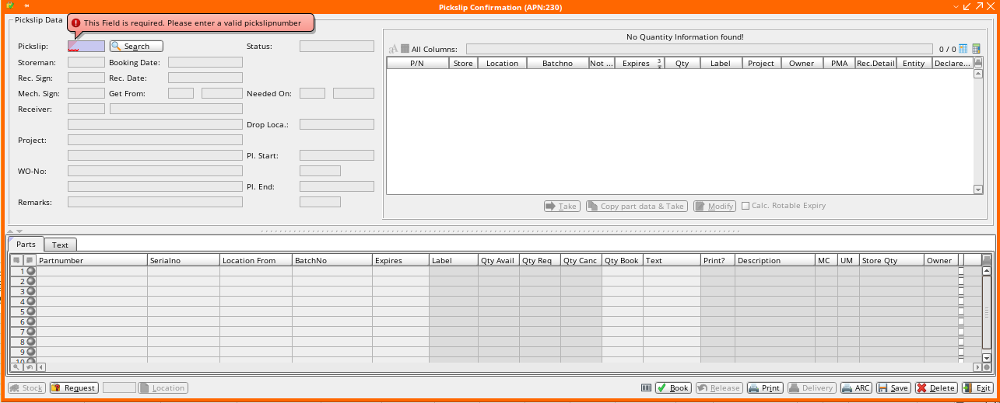 Pickslip Confirmation (APN:230)
Pickslip Data
This Field is required. Please enter a valid pickslipnumber
Pickslip: Search Status:
Storeman: Booking Date:
Rec. Sign: Rec. Date:
Mech. Sign: Get From: Needed On:
Receiver:
Drop Loca.:
Project:
Pl. Start:
WO-No:
Pl. End:
Remarks:
No Quantity Information found!
All Columns: 0 / 0
P/N Store Location Batchno Not ... Expires 3 Qty Label Project Owner PMA Rec.Detail Entity Declare...
Take Copy part data & Take Modify Calc. Rotable Expiry
Parts Text
Partnumber Serialno Location From BatchNo Expires Label Qty Avail Qty Req Qty Canc Qty Book Text Print? Description MC UM Store Qty Owner
1
2
3
4
5
6
7
8
9
10
Stock Request Location Book Release Print Delivery ARC Save Delete Exit